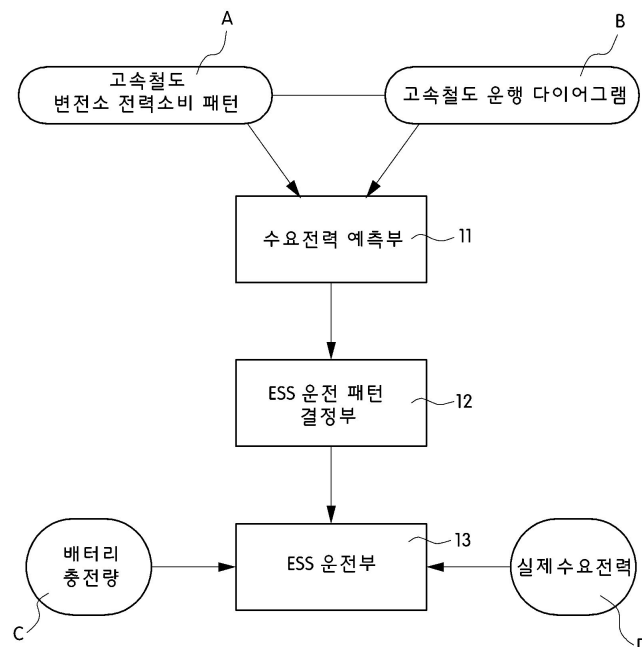 A
B
고속철도
변전소 전력소비 패턴
고속철도 운행 다이어그램
수요전력 예측부
11
ESS 운전 패턴
결정부
12
배터리
충전량
ESS 운전부
13
실제수요전력
C